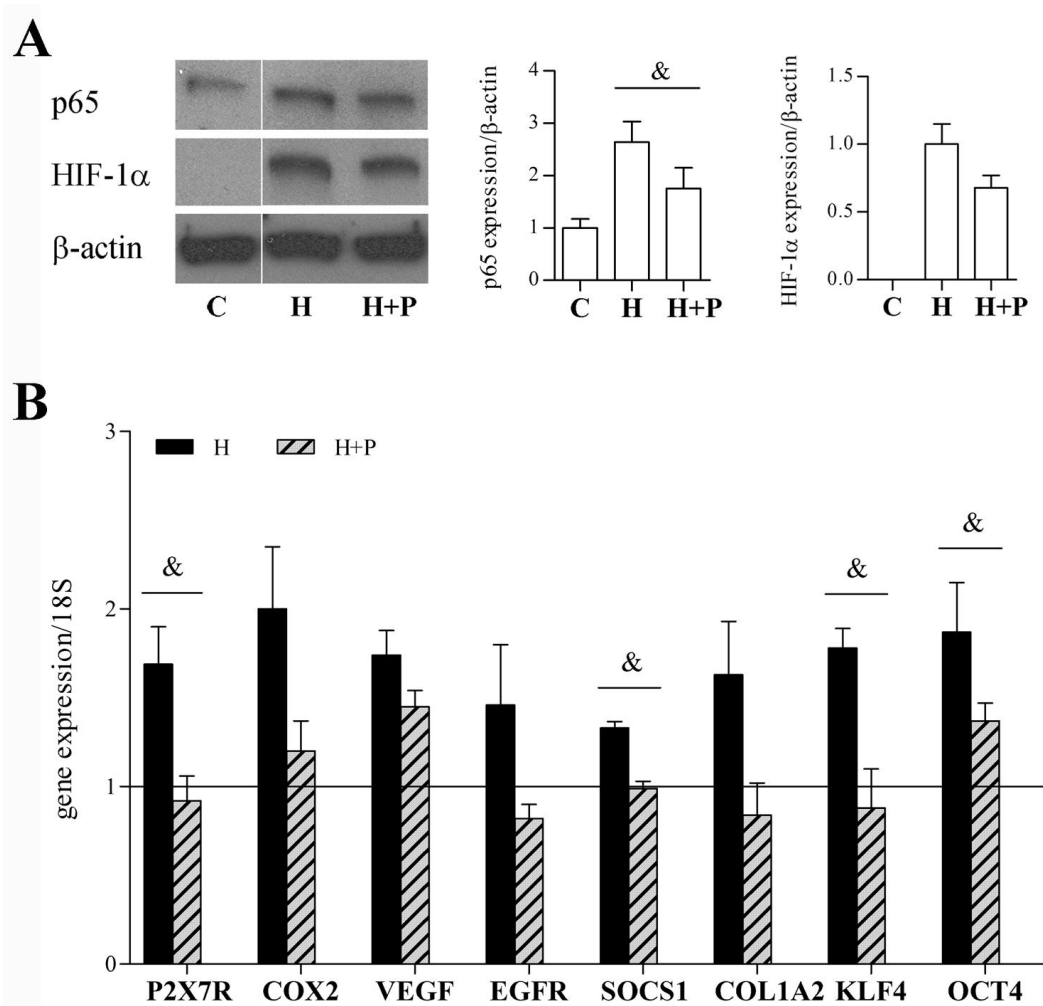 A
p65
HIF-1α
β-actin
C H H+P
p65 expression/β-actin
4
3
2
1
0
&
C H H+P
HIF-1α expression/β-actin
1.5
1.0
0.5
0.0
C H H+P
B
gene expression/18S
3
2
1
0
H H+P
& & & &
P2X7R COX2 VEGF EGFR SOCS1 COL1A2 KLF4 OCT4